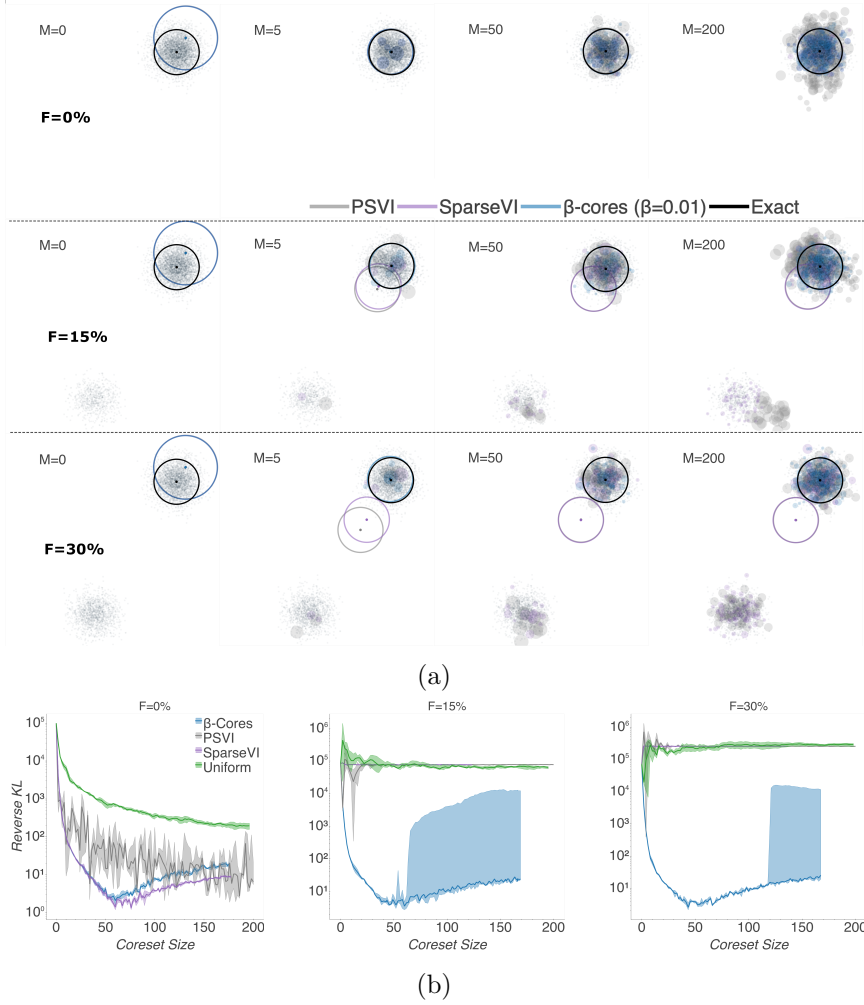 M=0 M=5 M=50 M=200
F=0%
PSVI SparseVI β-cores (β=0.01) Exact
M=0 M=5 M=50 M=200
F=15%
M=0 M=5 M=50 M=200
F=30%
(a)
F=0% F=15% F=30%
10^5 10^4 10^3 10^2 10^1 10^0
Reverse KL
β-Cores
PSVI
SparseVI
Uniform
0 50 100 150 200
Coreset Size
10^6 10^5 10^4 10^3 10^2 10^1
0 50 100 150 200
Coreset Size
10^6 10^5 10^4 10^3 10^2 10^1
0 50 100 150 200
Coreset Size
(b)